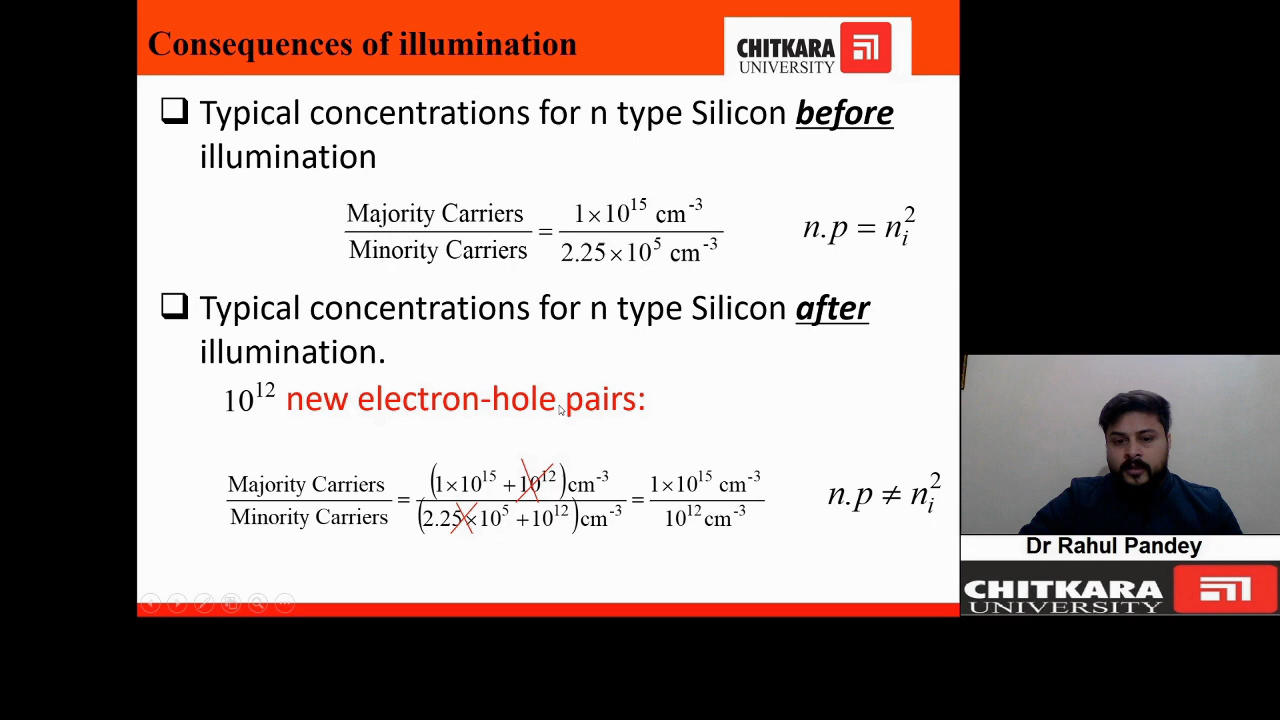 Consequences of illumination
CHITKARA
UNIVERSITY
❑ Typical concentrations for n type Silicon before
illumination
Majority Carriers / Minority Carriers = 1×10¹⁵ cm⁻³ / 2.25×10⁵ cm⁻³
n.p = nᵢ²
❑ Typical concentrations for n type Silicon after
illumination.
10¹² new electron-hole pairs:
Majority Carriers / Minority Carriers = (1×10¹⁵ +10¹²)cm⁻³ / (2.25×10⁵ +10¹²)cm⁻³ = 1×10¹⁵ cm⁻³ / 10¹² cm⁻³
n.p ≠ nᵢ²
Dr Rahul Pandey
CHITKARA
UNIVERSITY